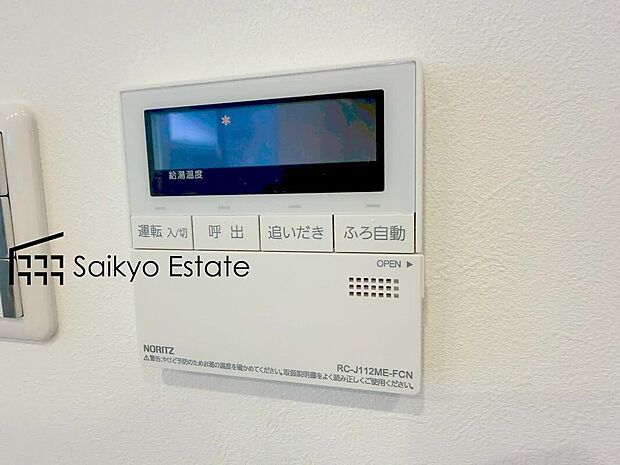 給湯温度
運転 入/切 呼出 追いだき ふろ自動
OPEN ▶
Saikyo Estate
NORITZ
RC-J112ME-FCN
⚠警告:やけど予防のためお湯の温度を確かめてください。取扱説明書をよく読み正しくご使用ください。